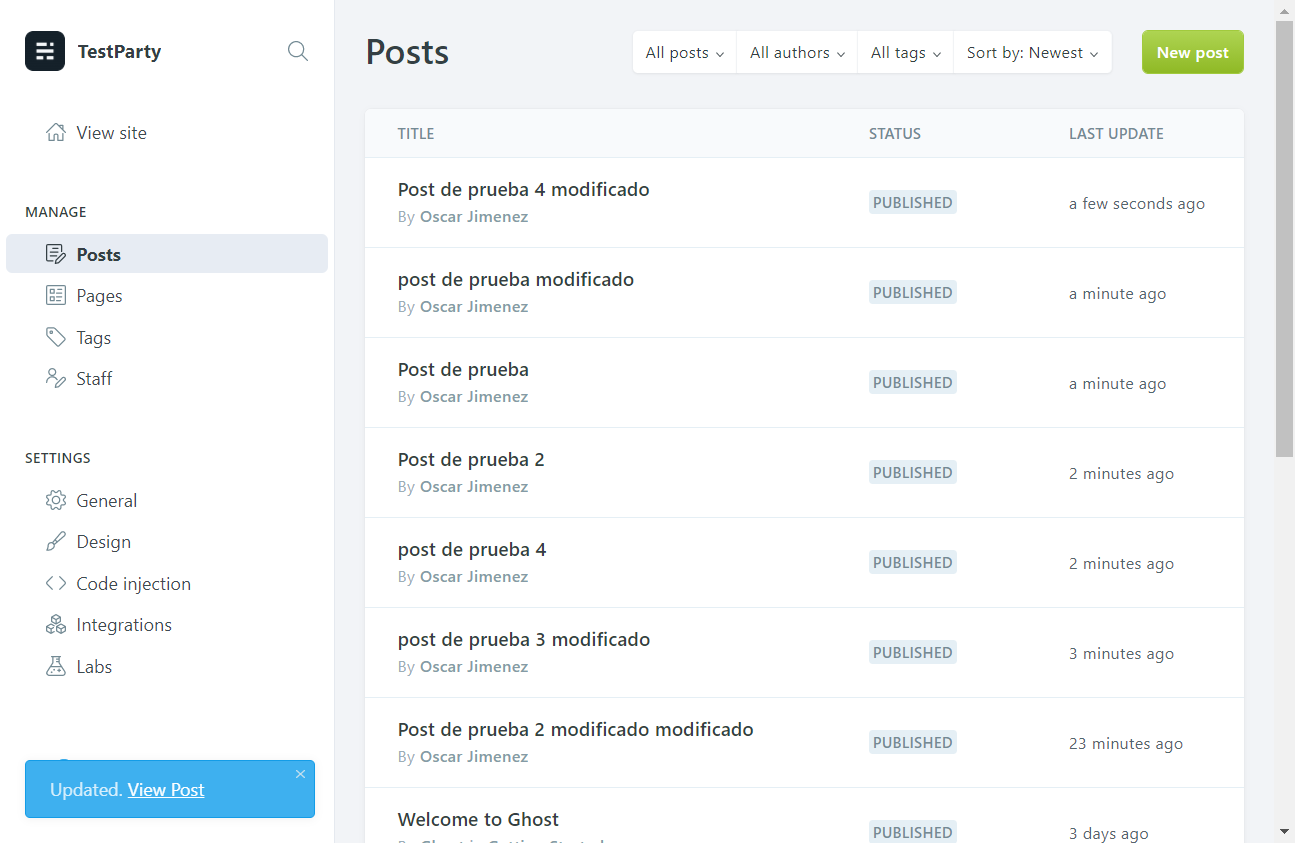 TestParty
View site
MANAGE
Posts
Pages
Tags
Staff
SETTINGS
General
Design
Code injection
Integrations
Labs
Updated. View Post
Posts
All posts
All authors
All tags
Sort by: Newest
New post
TITLE STATUS LAST UPDATE
Post de prueba 4 modificado
By Oscar Jimenez
PUBLISHED
a few seconds ago
post de prueba modificado
By Oscar Jimenez
PUBLISHED
a minute ago
Post de prueba
By Oscar Jimenez
PUBLISHED
a minute ago
Post de prueba 2
By Oscar Jimenez
PUBLISHED
2 minutes ago
post de prueba 4
By Oscar Jimenez
PUBLISHED
2 minutes ago
post de prueba 3 modificado
By Oscar Jimenez
PUBLISHED
3 minutes ago
Post de prueba 2 modificado modificado
By Oscar Jimenez
PUBLISHED
23 minutes ago
Welcome to Ghost
By Ghost in Getting Started
PUBLISHED
3 days ago